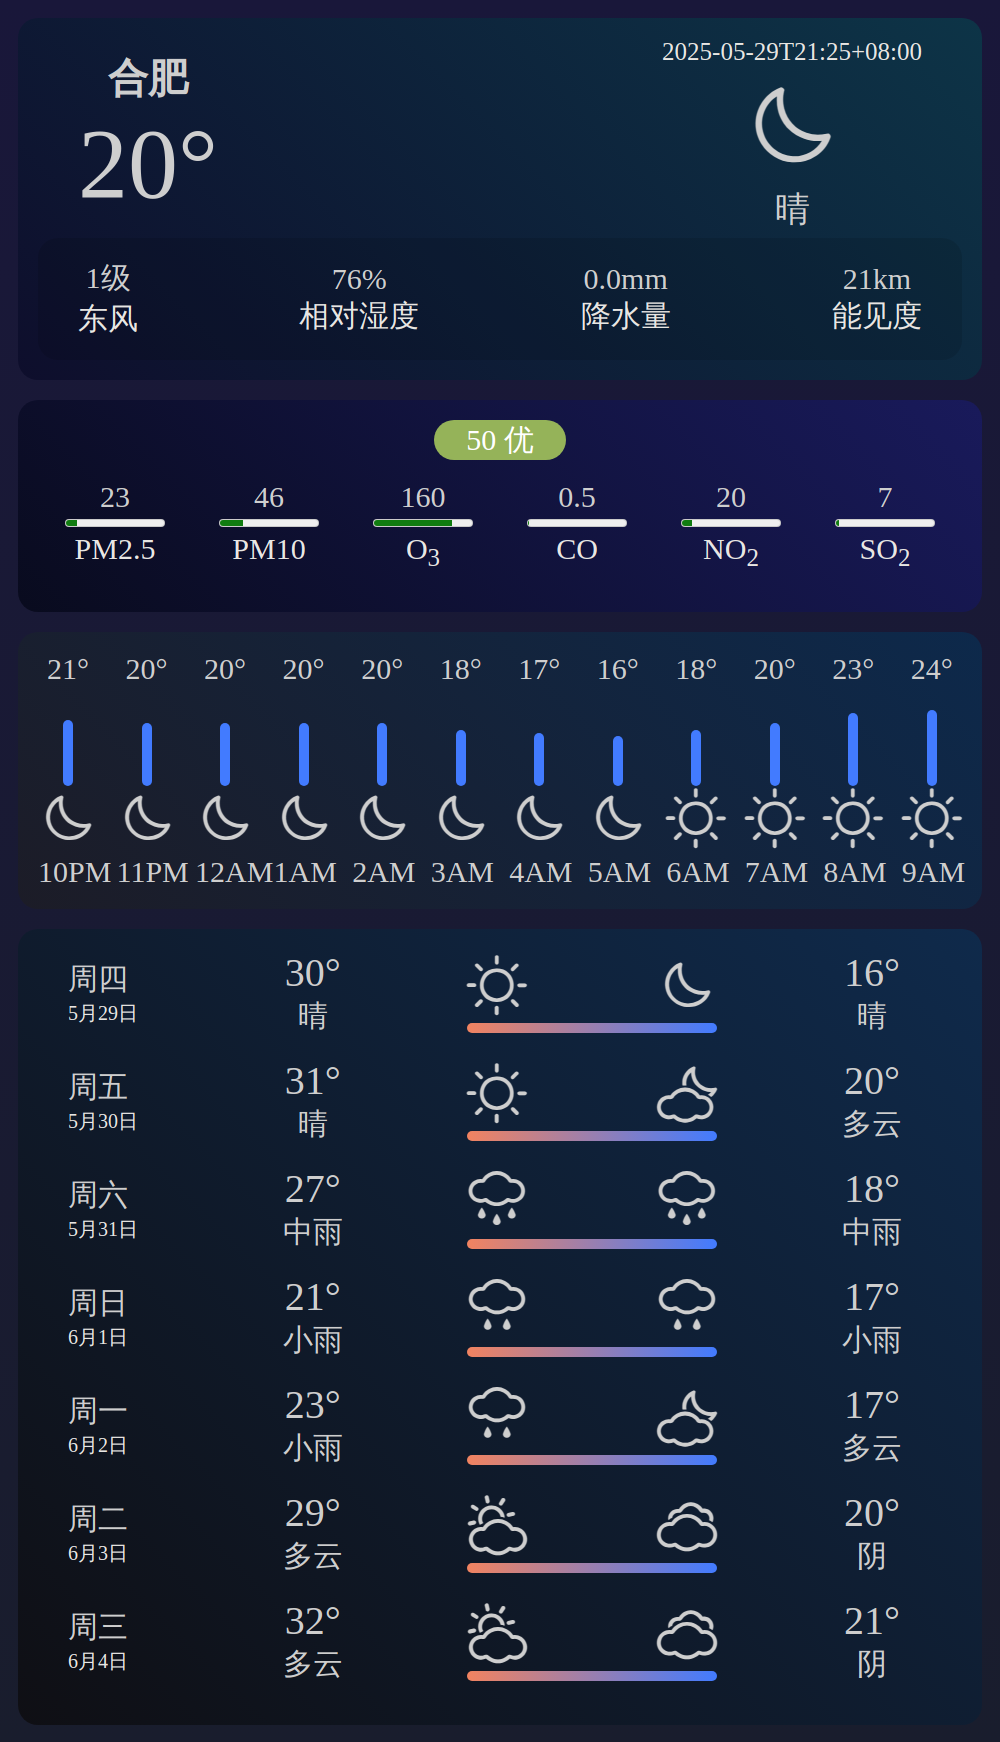 合肥
20°
2025-05-29T21:25+08:00
晴
1级 76% 0.0mm 21km
东风 相对湿度 降水量 能见度
50 优
23 46 160 0.5 20 7
PM2.5 PM10 O3 CO NO2 SO2
21° 20° 20° 20° 20° 18° 17° 16° 18° 20° 23° 24°
10PM 11PM 12AM 1AM 2AM 3AM 4AM 5AM 6AM 7AM 8AM 9AM
周四 30° 16°
5月29日 晴 晴
周五 31° 20°
5月30日 晴 多云
周六 27° 18°
5月31日 中雨 中雨
周日 21° 17°
6月1日 小雨 小雨
周一 23° 17°
6月2日 小雨 多云
周二 29° 20°
6月3日 多云 阴
周三 32° 21°
6月4日 多云 阴